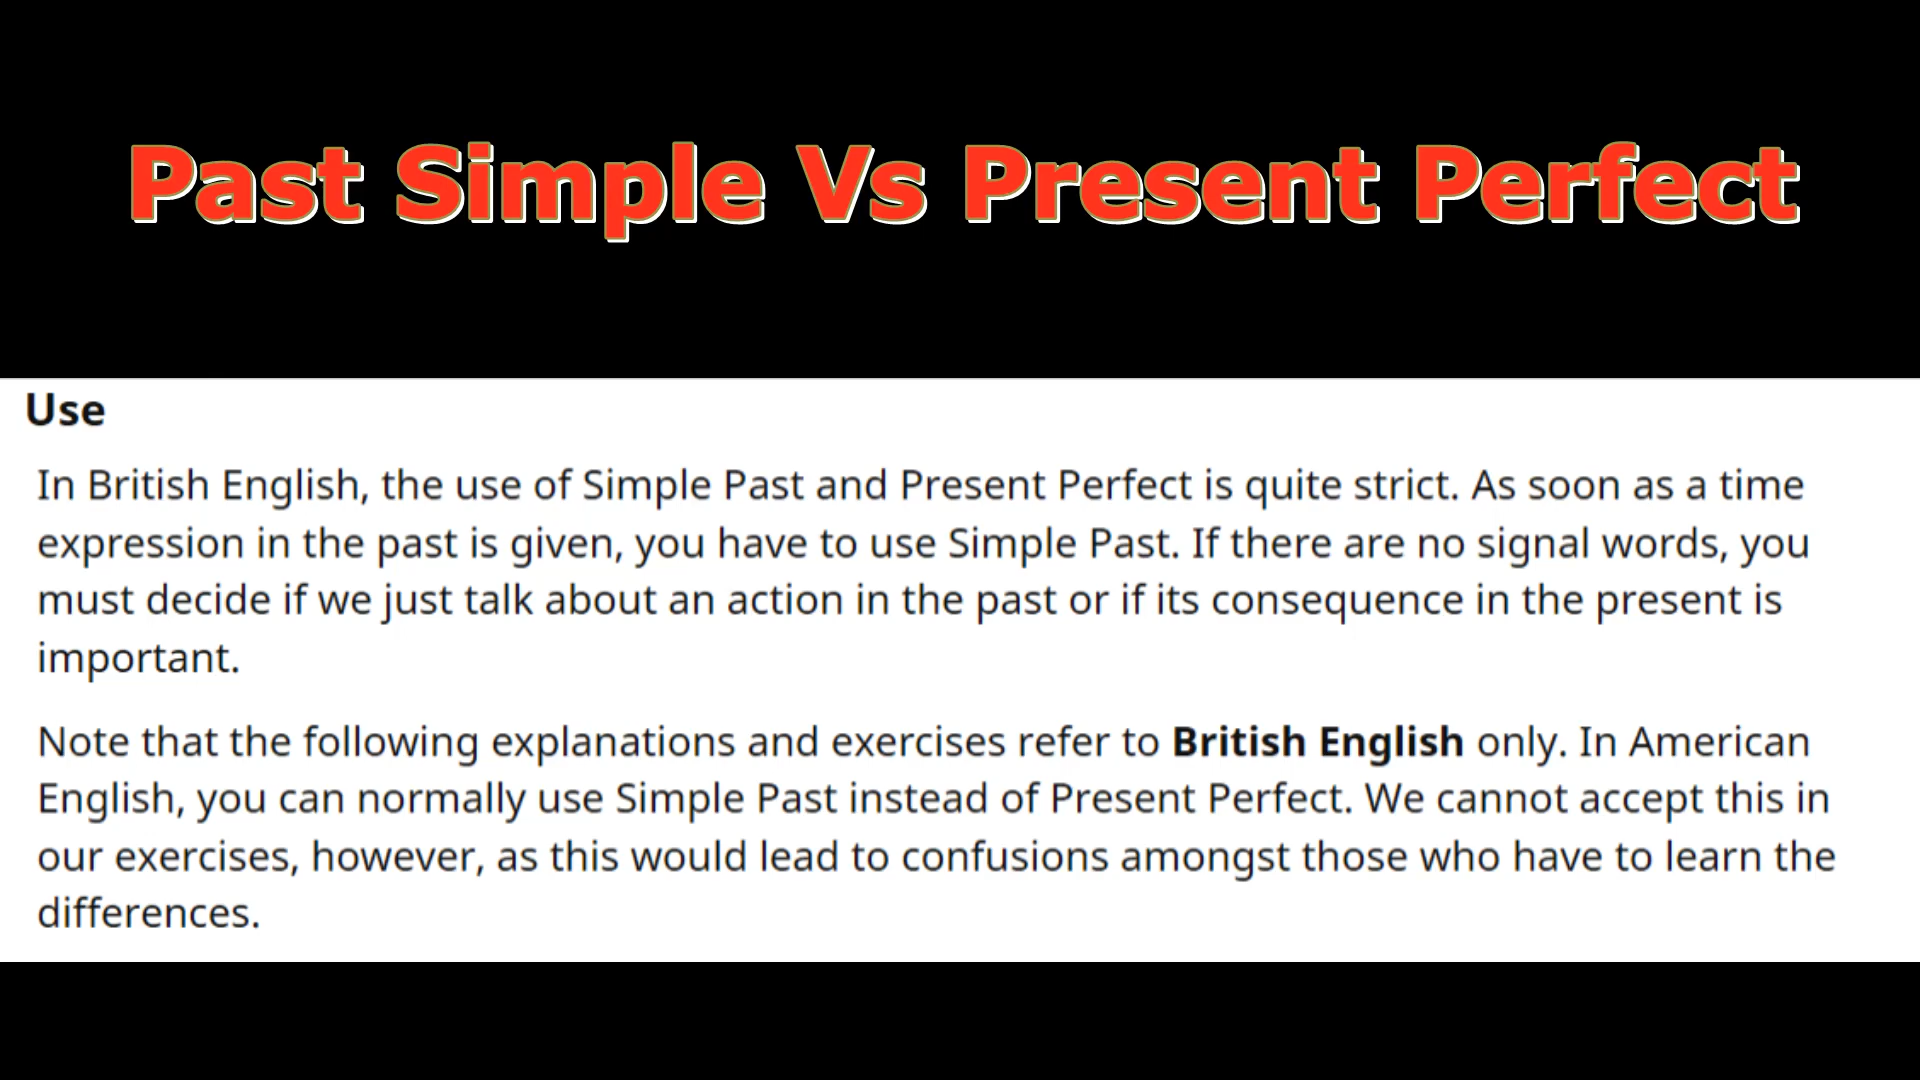 Past Simple Vs Present Perfect
Use
In British English, the use of Simple Past and Present Perfect is quite strict. As soon as a time
expression in the past is given, you have to use Simple Past. If there are no signal words, you
must decide if we just talk about an action in the past or if its consequence in the present is
important.
Note that the following explanations and exercises refer to British English only. In American
English, you can normally use Simple Past instead of Present Perfect. We cannot accept this in
our exercises, however, as this would lead to confusions amongst those who have to learn the
differences.